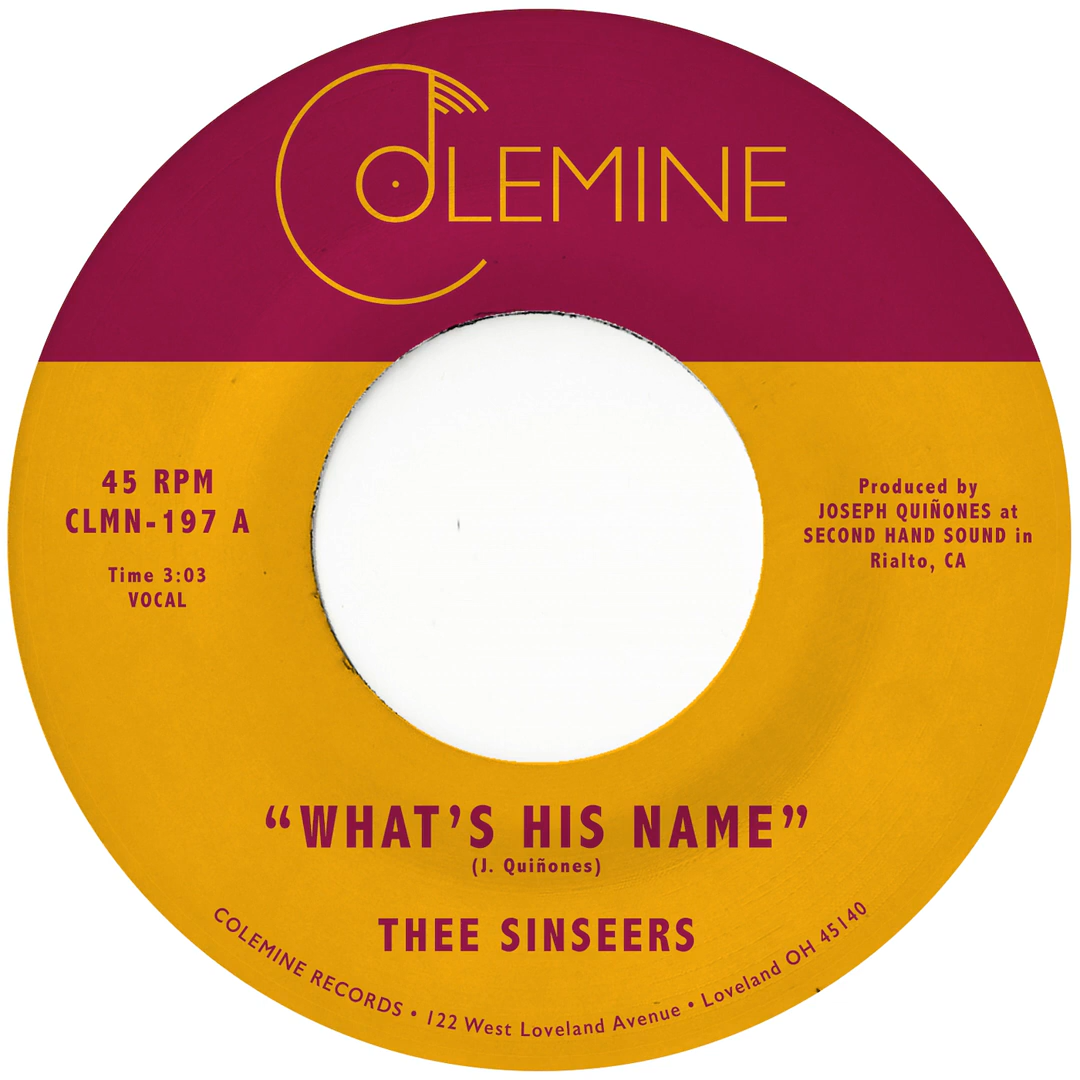 COLEMINE
45 RPM
CLMN-197 A
Time 3:03
VOCAL
Produced by
JOSEPH QUIÑONES at
SECOND HAND SOUND in
Rialto, CA
“WHAT’S HIS NAME”
(J. Quiñones)
THEE SINSEERS
COLEMINE RECORDS • 122 West Loveland Avenue • Loveland OH 45140